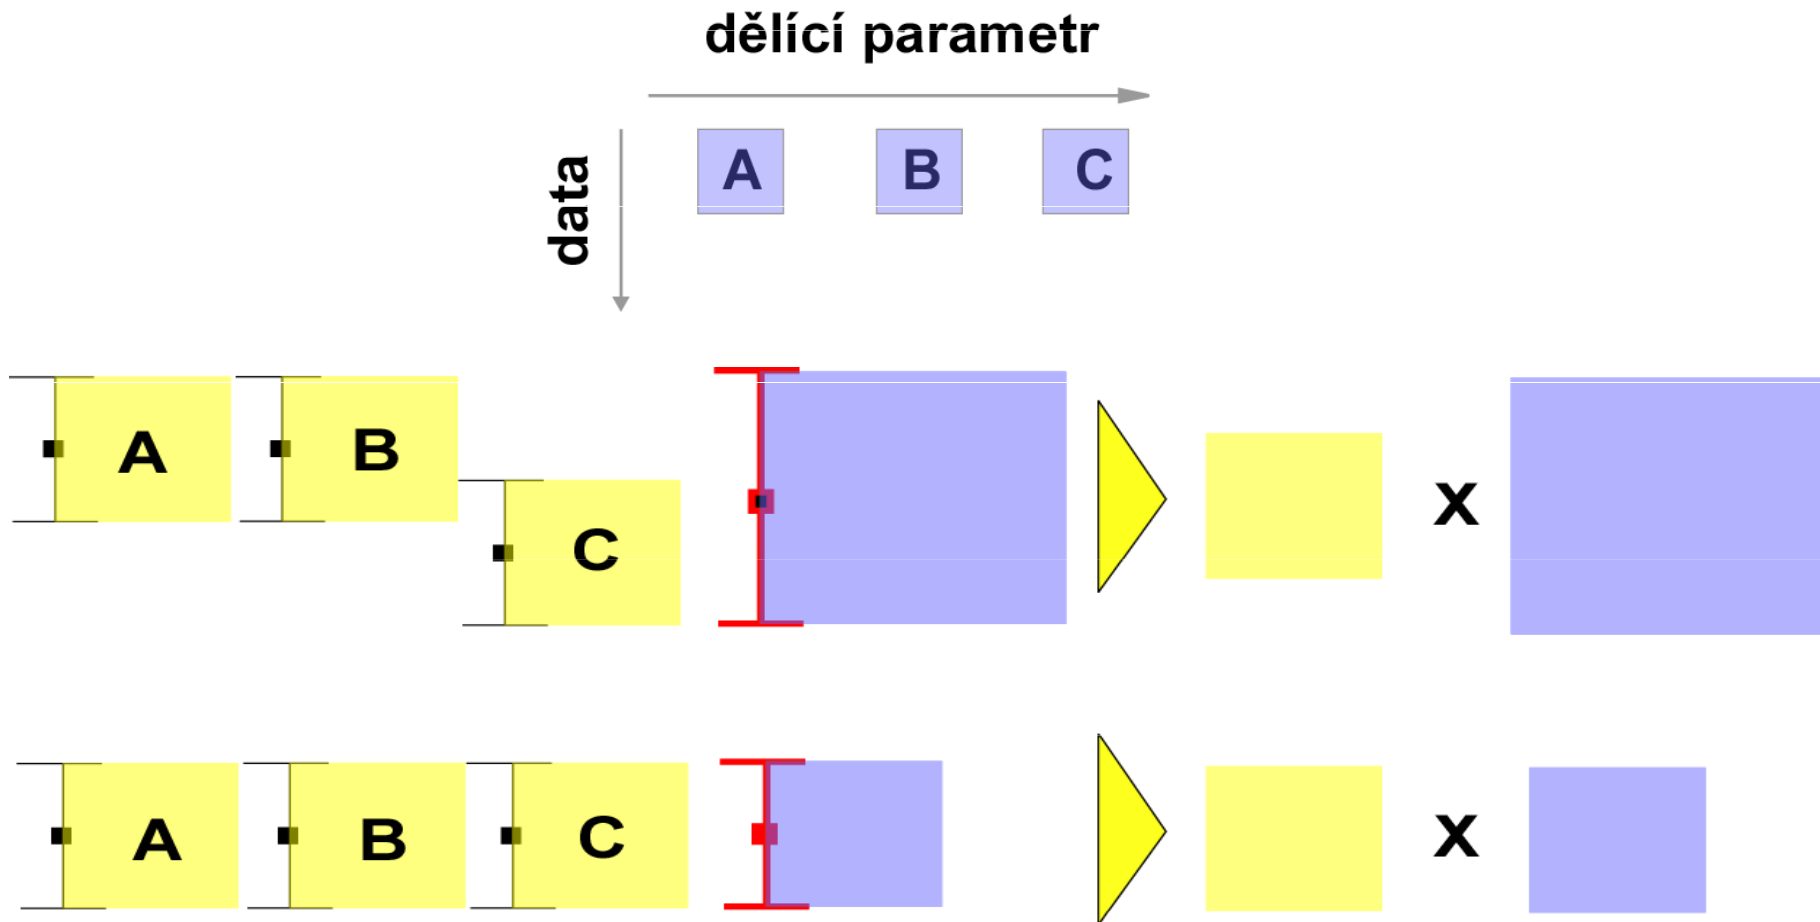 dělící parametr
data
A B C
A B
C
X
A B C
X